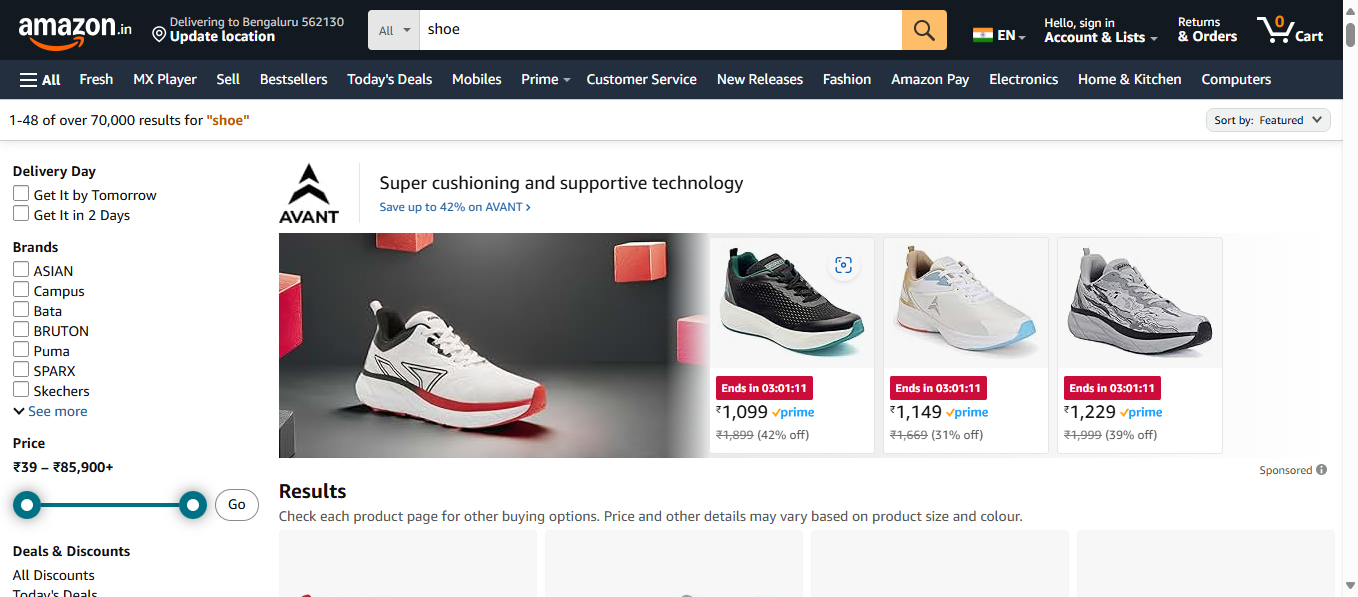 amazon.in
Delivering to Bengaluru 562130
Update location
All
shoe
EN
Hello, sign in
Account & Lists
Returns
& Orders
0
Cart
All
Fresh
MX Player
Sell
Bestsellers
Today's Deals
Mobiles
Prime
Customer Service
New Releases
Fashion
Amazon Pay
Electronics
Home & Kitchen
Computers
1-48 of over 70,000 results for "shoe"
Sort by: Featured
Delivery Day
Get It by Tomorrow
Get It in 2 Days
Brands
ASIAN
Campus
Bata
BRUTON
Puma
SPARX
Skechers
See more
Price
₹39 – ₹85,900+
Go
Deals & Discounts
All Discounts
Today's Deals
AVANT
Super cushioning and supportive technology
Save up to 42% on AVANT ›
Ends in 03:01:11
₹1,099 prime
₹1,899 (42% off)
Ends in 03:01:11
₹1,149 prime
₹1,669 (31% off)
Ends in 03:01:11
₹1,229 prime
₹1,999 (39% off)
Sponsored
Results
Check each product page for other buying options. Price and other details may vary based on product size and colour.